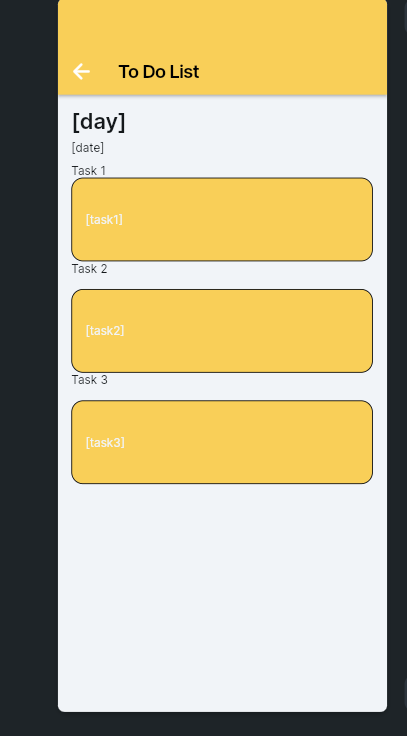 To Do List
[day]
[date]
Task 1
[task1]
Task 2
[task2]
Task 3
[task3]